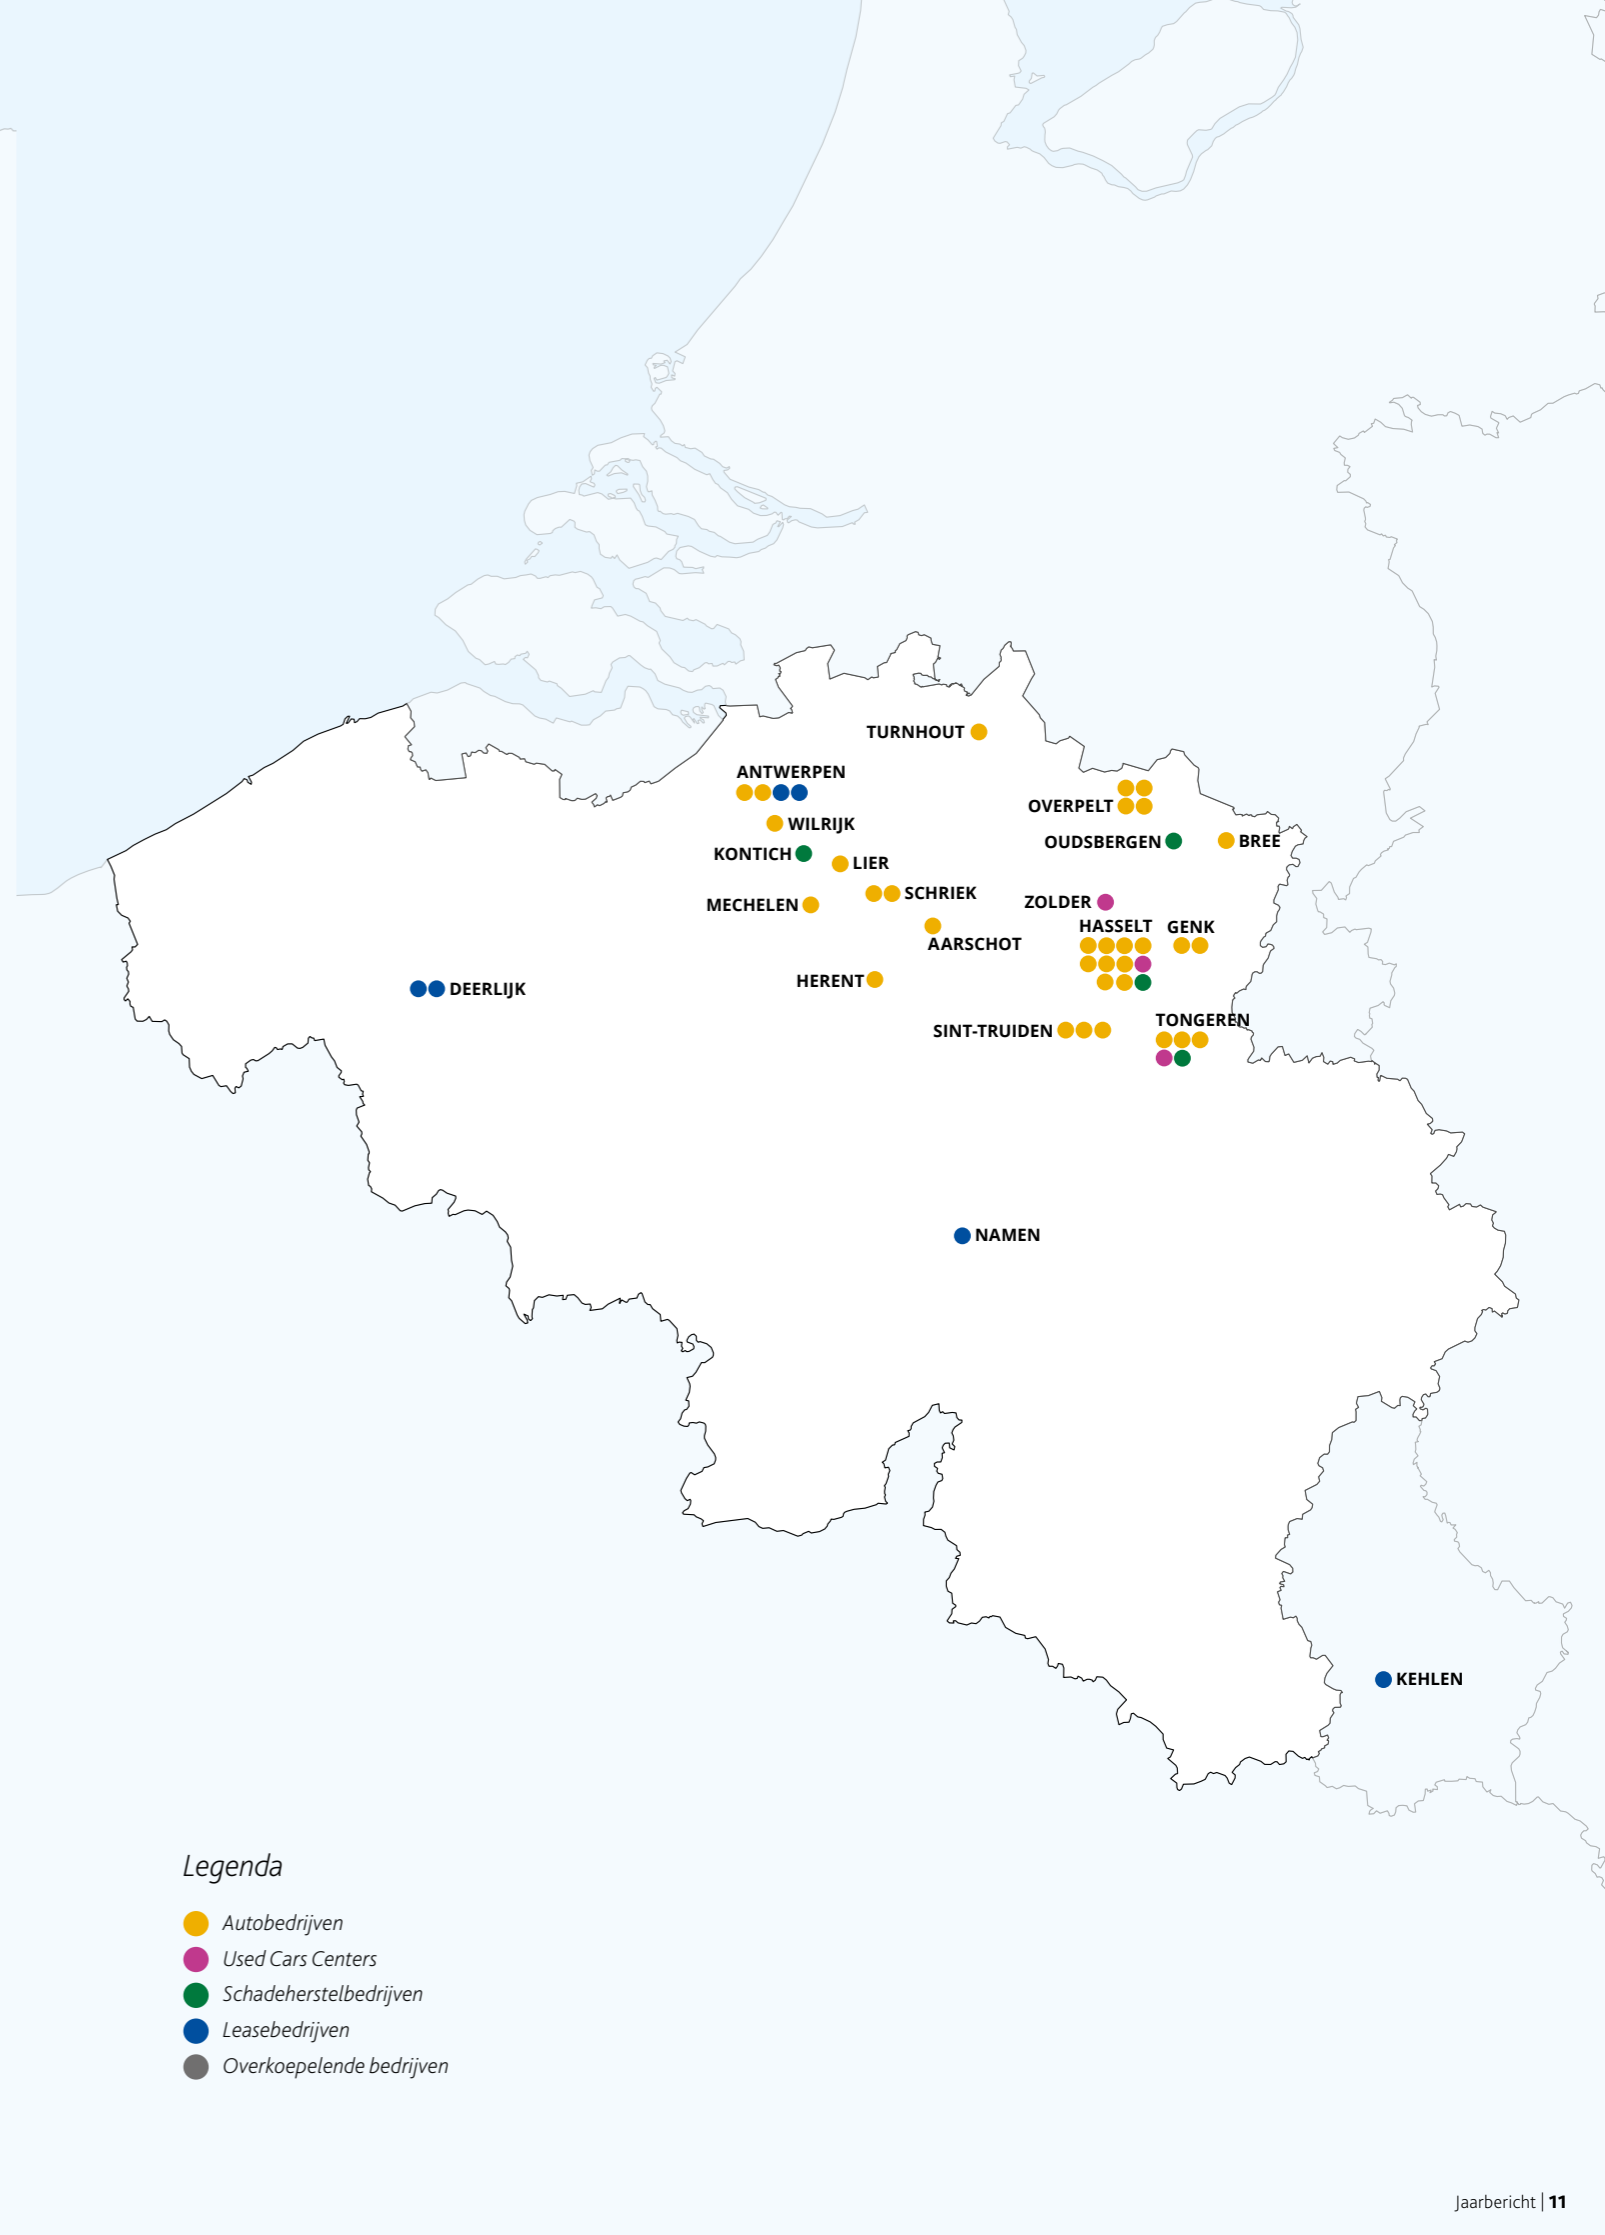 TURNHOUT
ANTWERPEN
OVERPELT
WILRIJK
OUDSBERGEN
BREE
KONTICH
LIER
SCHRIEK
MECHELEN
ZOLDER
HASSELT
GENK
AARSCHOT
HERENT
DEERLIJK
TONGEREN
SINT-TRUIDEN
NAMEN
KEHLEN
Legenda
Autobedrijven
Used Cars Centers
Schadeherstelbedrijven
Leasebedrijven
Overkoepelende bedrijven
Jaarbericht | 11